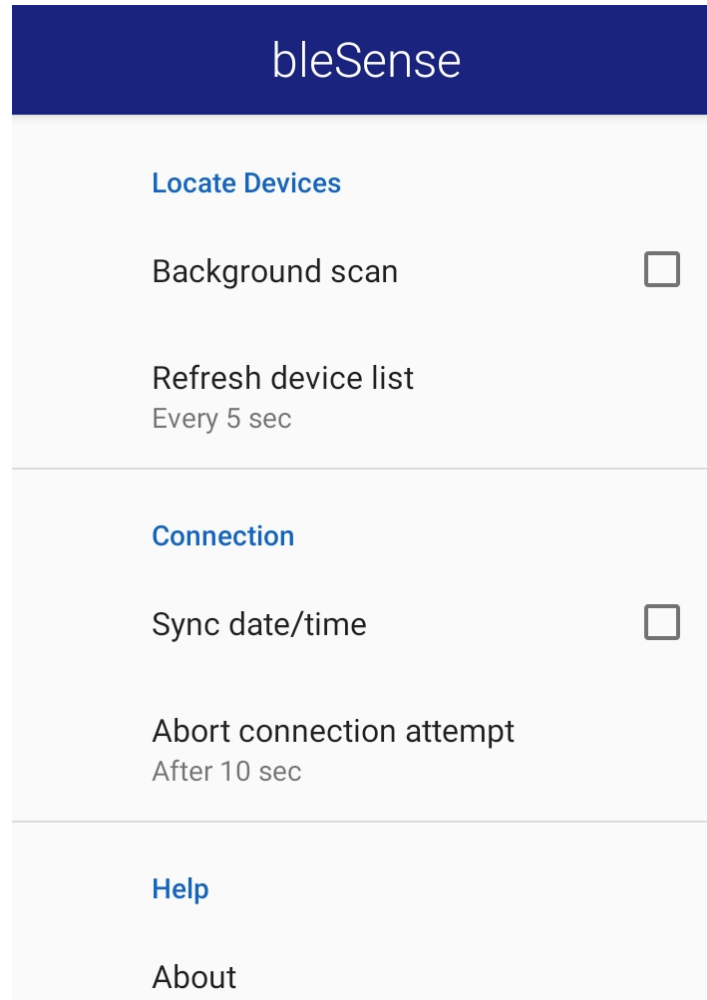 bleSense
Locate Devices
Background scan
Refresh device list
Every 5 sec
Connection
Sync date/time
Abort connection attempt
After 10 sec
Help
About